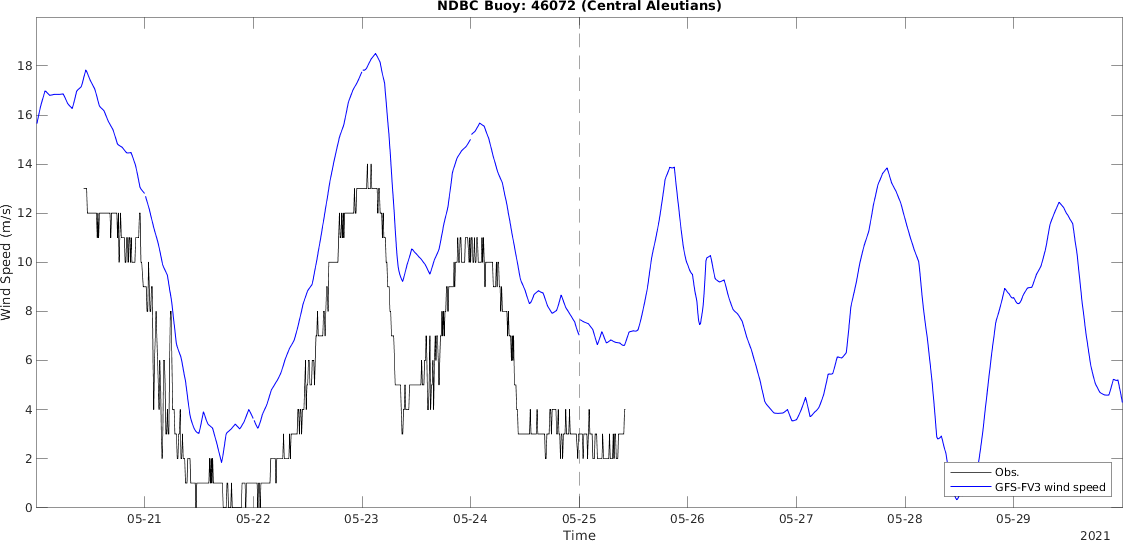 NDBC Buoy: 46072 (Central Aleutians)
Wind Speed (m/s)
18
16
14
12
10
8
6
4
2
0
05-21 05-22 05-23 05-24 05-25 05-26 05-27 05-28 05-29
Time
2021
Obs.
GFS-FV3 wind speed